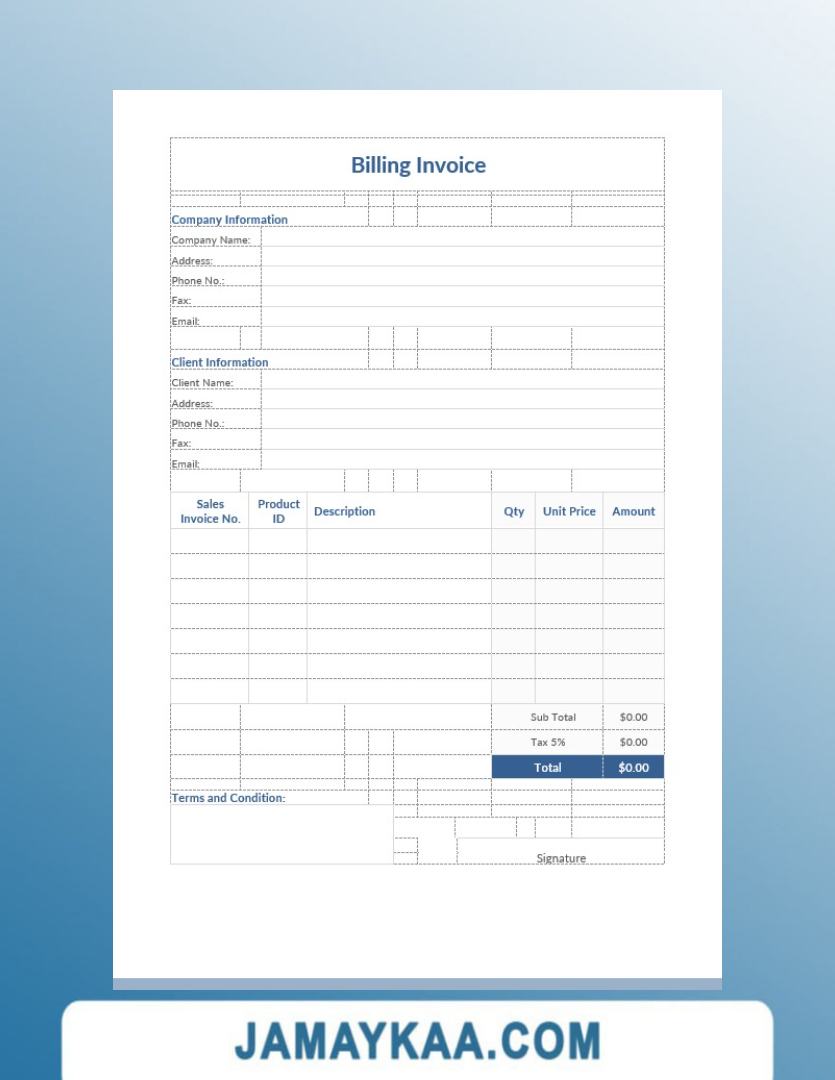 Billing Invoice
Company Information
Company Name:
Address:
Phone No.:
Fax:
Email:
Client Information
Client Name:
Address:
Phone No.:
Fax:
Email:
Sales Invoice No. Product ID Description Qty Unit Price Amount
Sub Total $0.00
Tax 5% $0.00
Total $0.00
Terms and Condition:
Signature
JAMAYKAA.COM